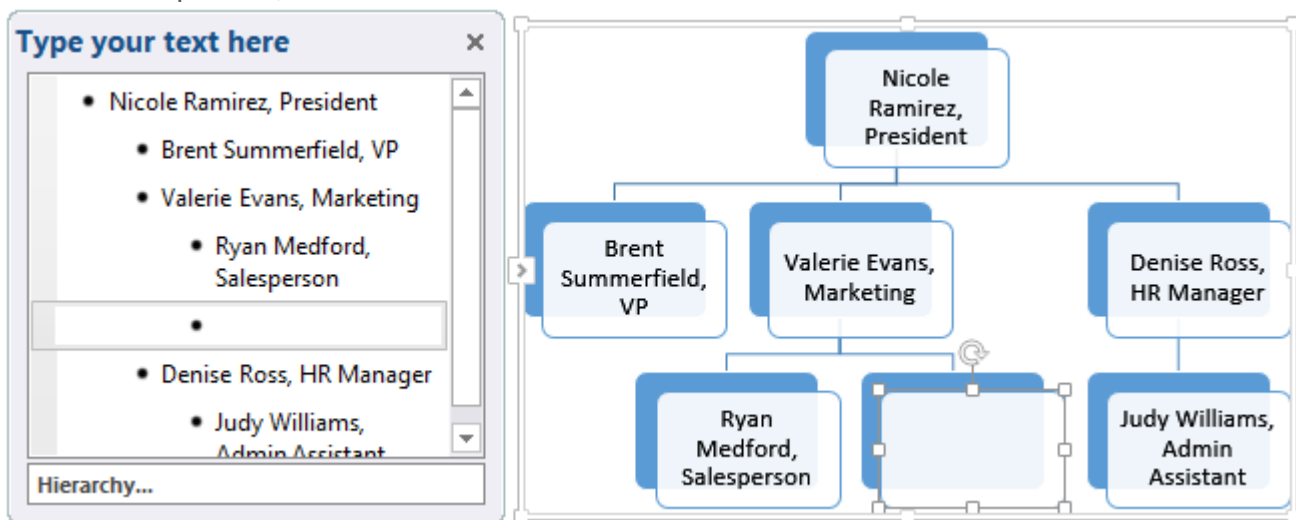 Type your text here
Nicole Ramirez, President
Brent Summerfield, VP
Valerie Evans, Marketing
Ryan Medford,
Salesperson
Denise Ross, HR Manager
Judy Williams,
Admin Assistant
Hierarchy...
Nicole
Ramirez,
President
Brent
Summerfield,
VP
Valerie Evans,
Marketing
Denise Ross,
HR Manager
Ryan
Medford,
Salesperson
Judy Williams,
Admin
Assistant